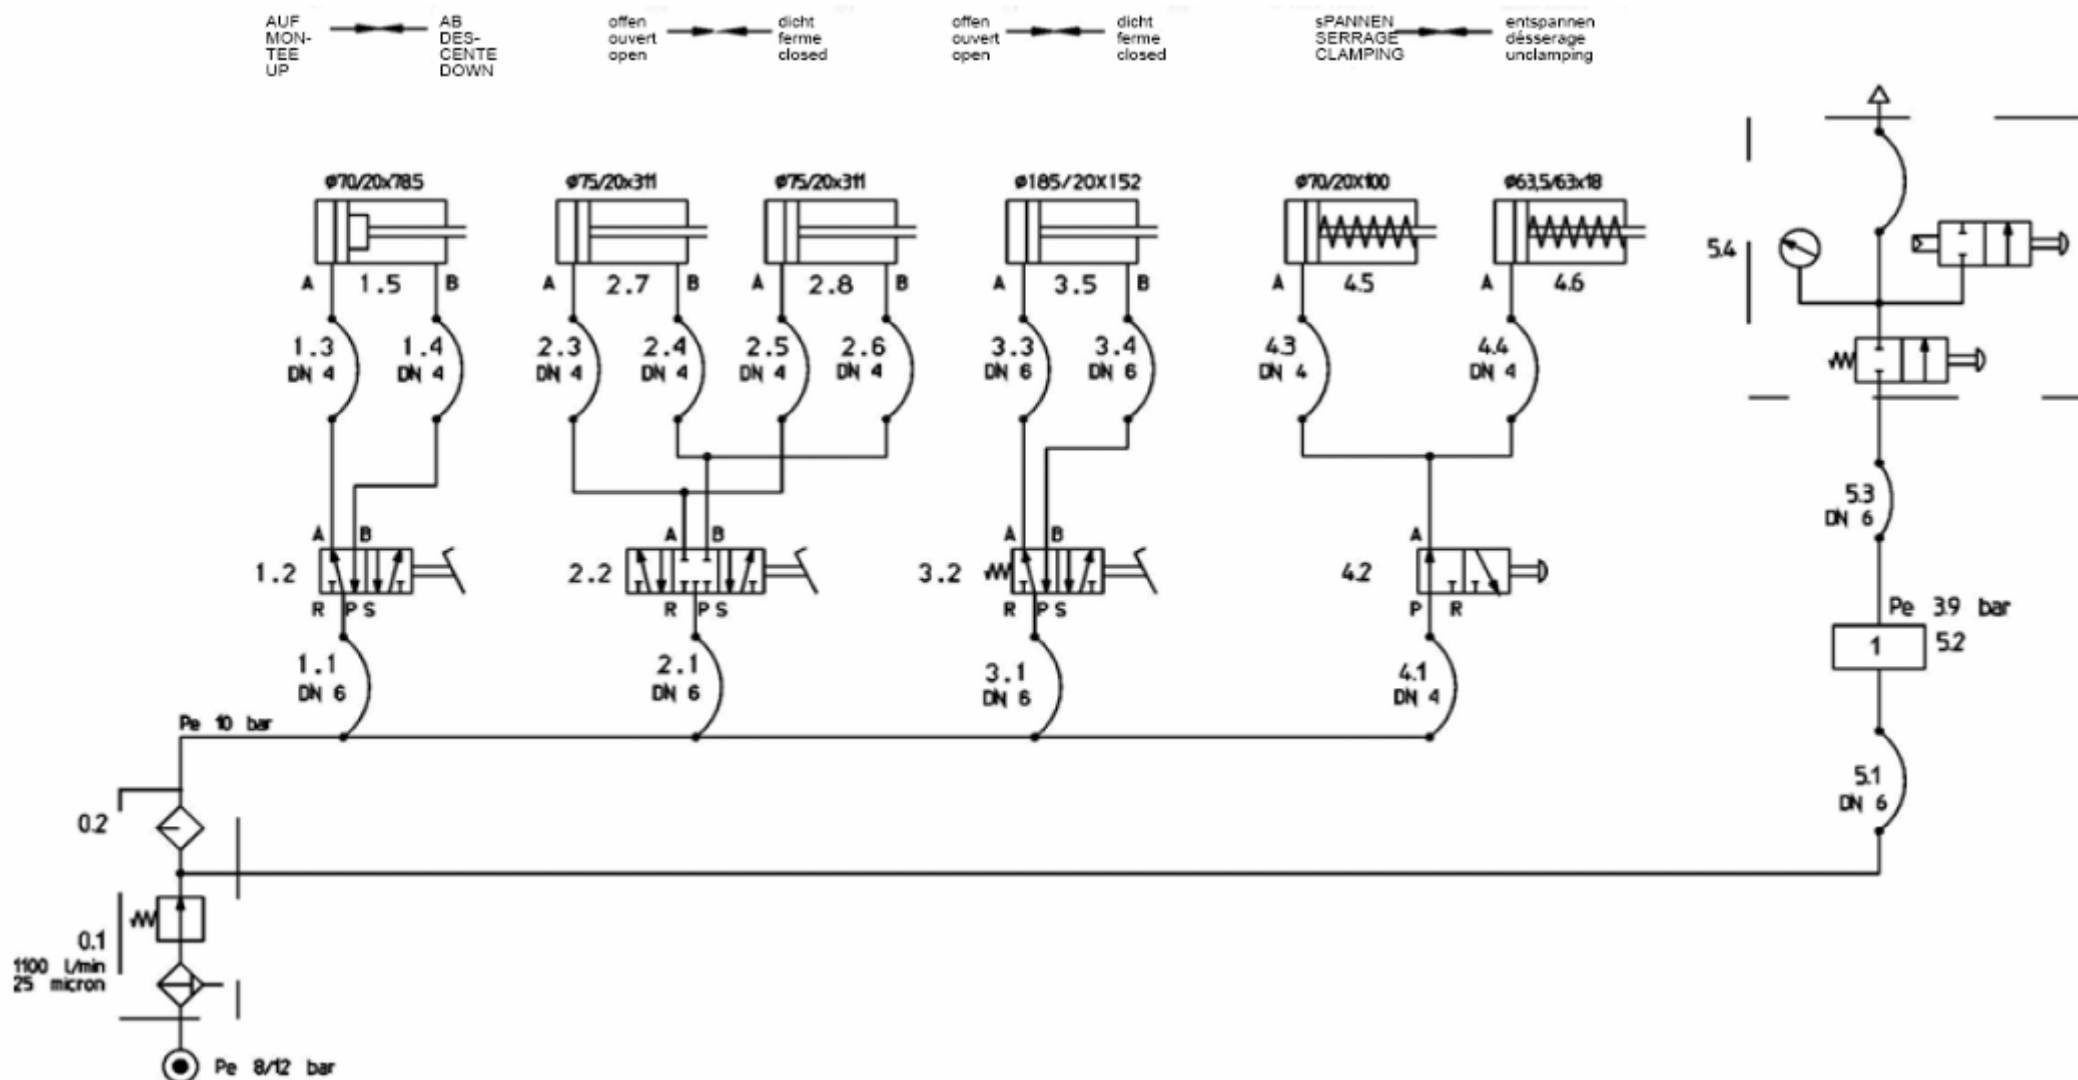 AUF
MON-
TEE
UP
AB
DES-
CENTE
DOWN
offen
ouvert
open
dicht
ferme
closed
offen
ouvert
open
dicht
ferme
closed
sPANNEN
SERRAGE
CLAMPING
entspannen
désserage
unclamping
ø70/20x78.5
ø75/20x311
ø75/20x311
ø185/20X152
ø70/20X100
ø63,5/63x18
5.4
A 1.5 B
A 2.7 B
A 2.8 B
A 3.5 B
A 4.5
A 4.6
1.3
DN 4
1.4
DN 4
2.3
DN 4
2.4
DN 4
2.5
DN 4
2.6
DN 4
3.3
DN 6
3.4
DN 6
4.3
DN 4
4.4
DN 4
5.3
DN 6
A B
1.2
R P S
A B
2.2
R P S
A B
3.2
R P S
A
4.2
P R
Pe 3.9 bar
1
5.2
1.1
DN 6
2.1
DN 6
3.1
DN 6
4.1
DN 4
Pe 10 bar
5.1
DN 6
0.2
0.1
1100 l/min
25 micron
Pe 8/12 bar